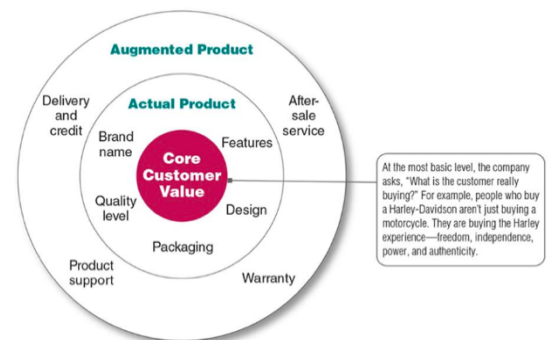 Augmented Product
Delivery
and
credit
After-
sale
service
Actual Product
Brand
name
Features
Core
Customer
Value
Quality
level
Design
Packaging
Product
support
Warranty
At the most basic level, the company
asks, "What is the customer really
buying?" For example, people who buy
a Harley-Davidson aren't just buying a
motorcycle. They are buying the Harley
experience—freedom, independence,
power, and authenticity.